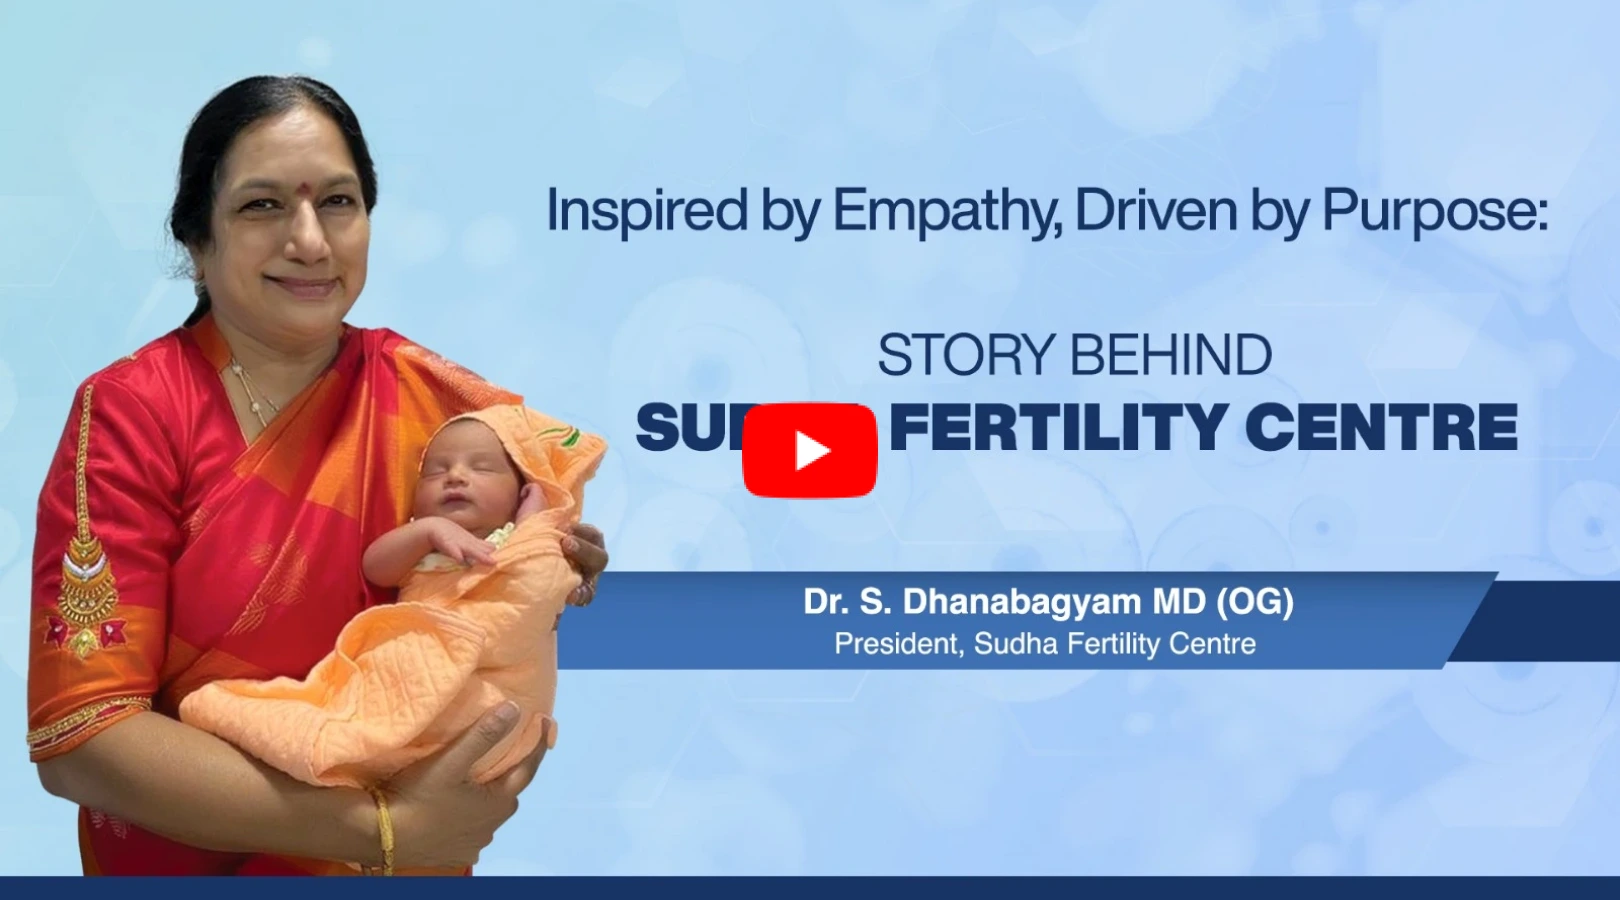 Inspired by Empathy, Driven by Purpose:
STORY BEHIND
FERTILITY CENTRE
Dr. S. Dhanabagyam MD (OG)
President, Sudha Fertility Centre